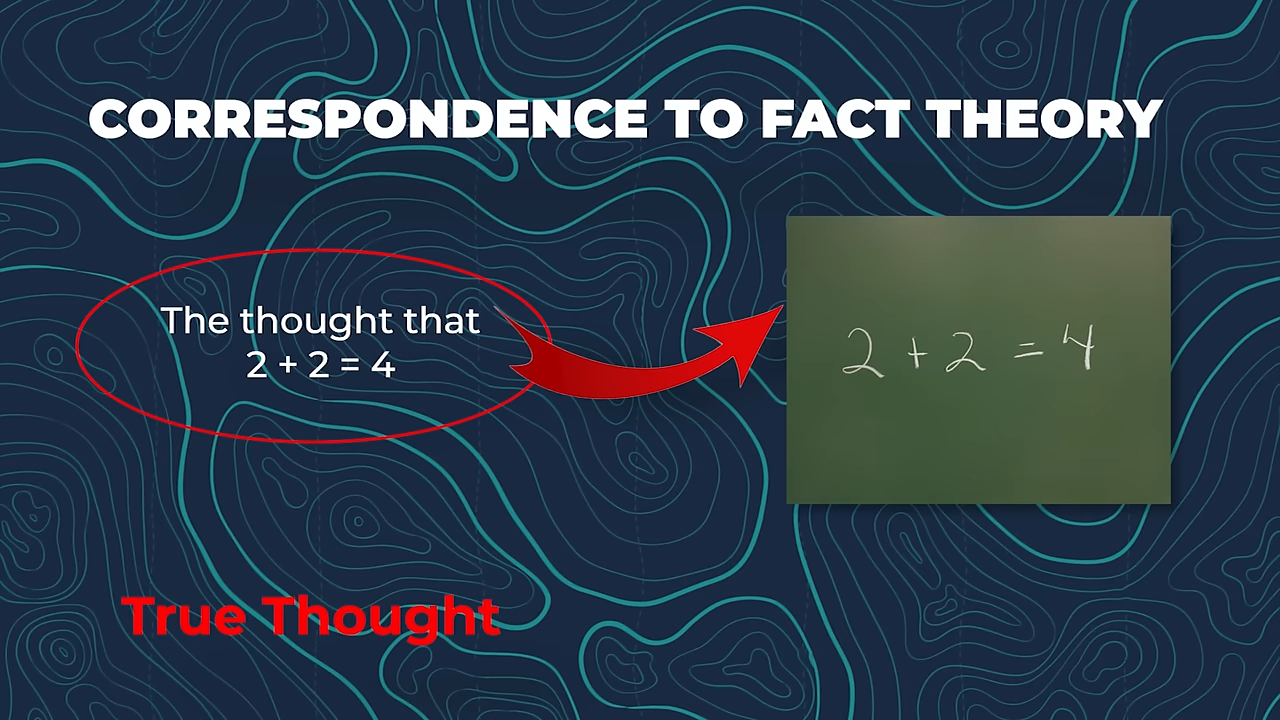 CORRESPONDENCE TO FACT THEORY
The thought that
2 + 2 = 4
2 + 2 = 4
True Thought